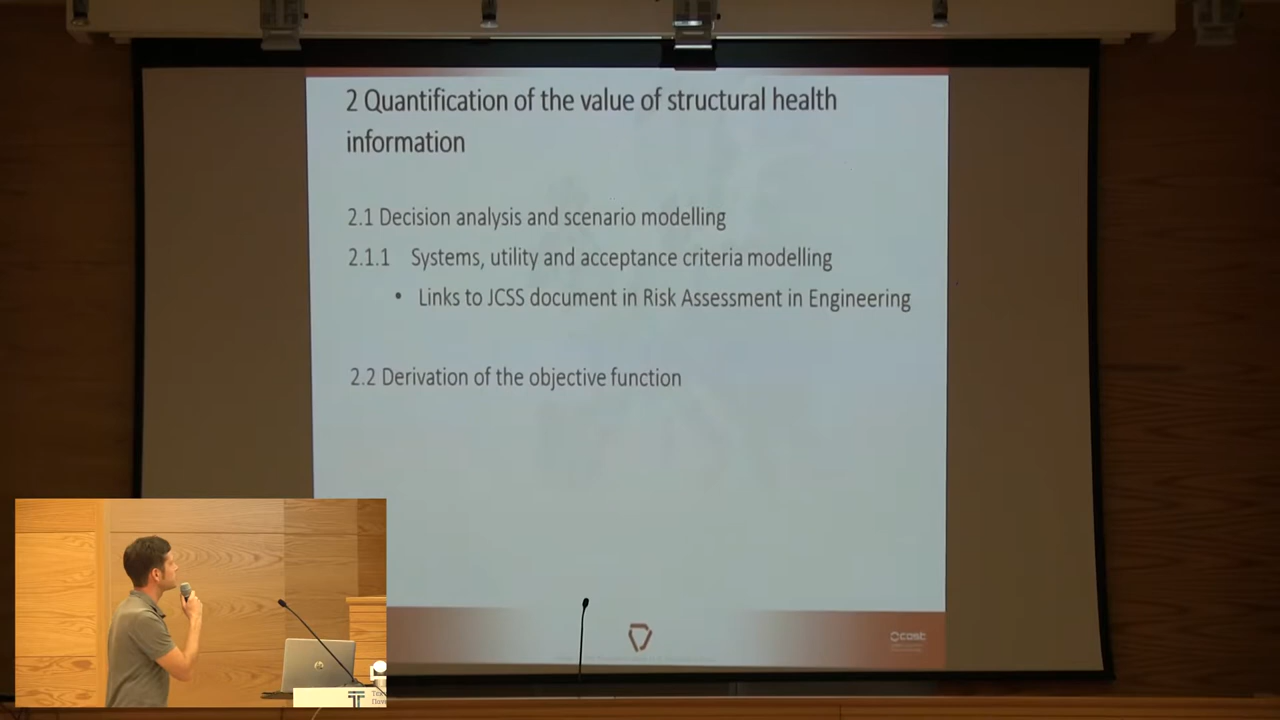 2 Quantification of the value of structural health
information
2.1 Decision analysis and scenario modelling
2.1.1 Systems, utility and acceptance criteria modelling
• Links to JCSS document in Risk Assessment in Engineering
2.2 Derivation of the objective function
cost